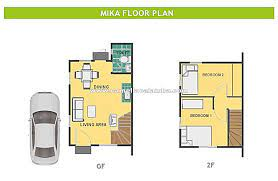 MIKA FLOOR PLAN
DINING
LIVING AREA
GF
BEDROOM 2
BEDROOM 1
2F